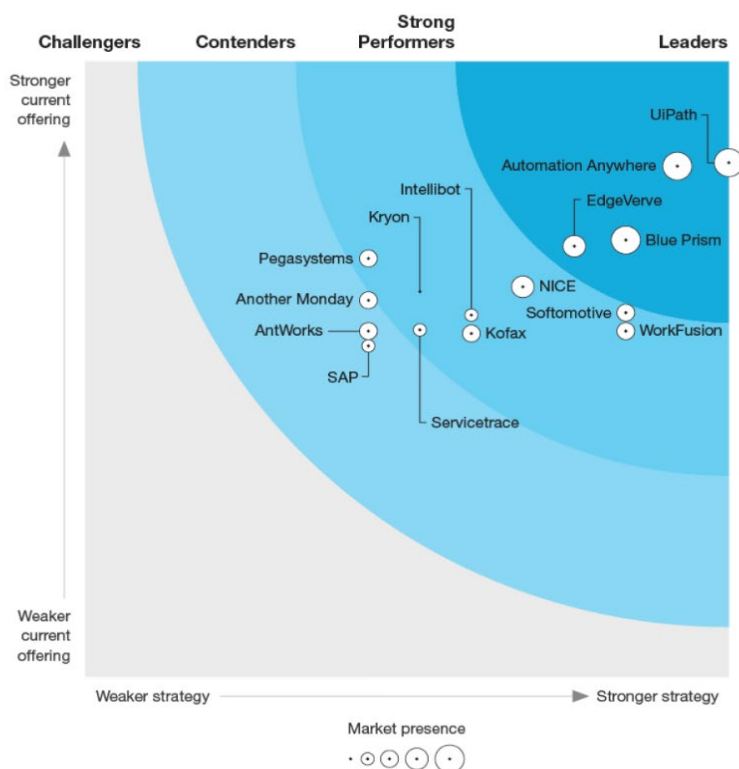 Challengers
Contenders
Strong
Performers
Leaders
Stronger
current
offering
UiPath
Automation Anywhere
Intellibot
EdgeVerve
Kryon
Blue Prism
Pegasystems
NICE
Another Monday
Softomotive
AntWorks
Kofax
WorkFusion
SAP
Servicetrace
Weaker
current
offering
Weaker strategy
Stronger strategy
Market presence